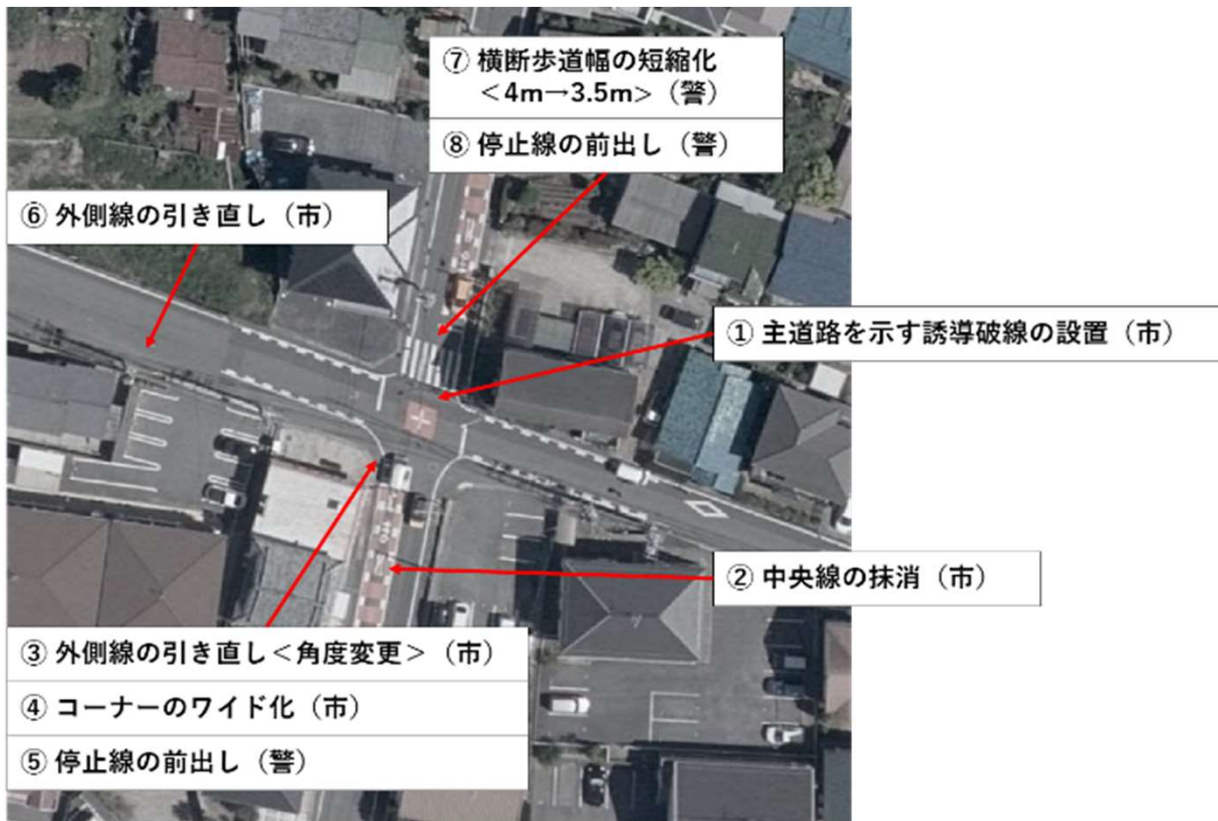 ⑦ 横断歩道幅の短縮化
＜4m→3.5m＞（警）
⑧ 停止線の前出し（警）
⑥ 外側線の引き直し（市）
① 主道路を示す誘導破線の設置（市）
② 中央線の抹消（市）
③ 外側線の引き直し＜角度変更＞（市）
④ コーナーのワイド化（市）
⑤ 停止線の前出し（警）